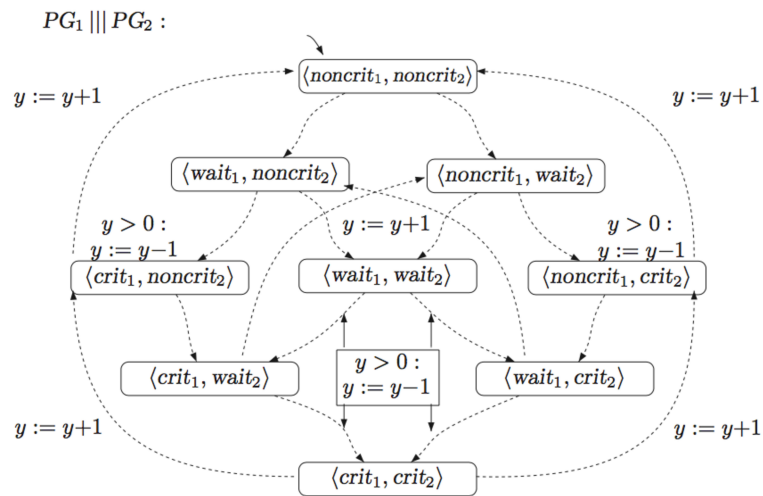 PG₁ ||| PG₂ :
⟨noncrit₁, noncrit₂⟩
y := y+1
y := y+1
⟨wait₁, noncrit₂⟩
⟨noncrit₁, wait₂⟩
y > 0 :
y := y−1
y := y+1
y > 0 :
y := y−1
⟨crit₁, noncrit₂⟩
⟨wait₁, wait₂⟩
⟨noncrit₁, crit₂⟩
⟨crit₁, wait₂⟩
y > 0 :
y := y−1
⟨wait₁, crit₂⟩
y := y+1
y := y+1
⟨crit₁, crit₂⟩